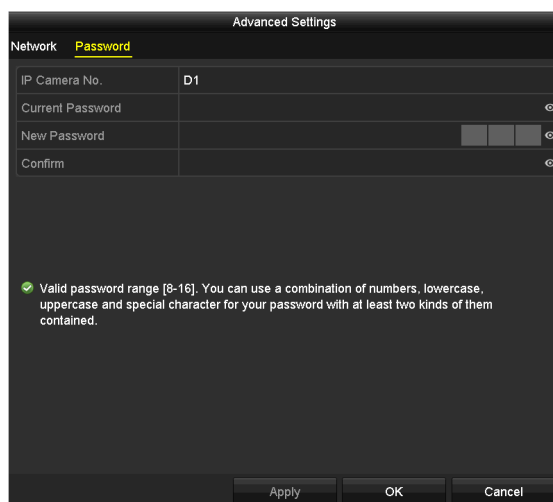 Advanced Settings
Network Password
IP Camera No. D1
Current Password
New Password
Confirm
Valid password range [8-16]. You can use a combination of numbers, lowercase,
uppercase and special character for your password with at least two kinds of them
contained.
Apply OK Cancel